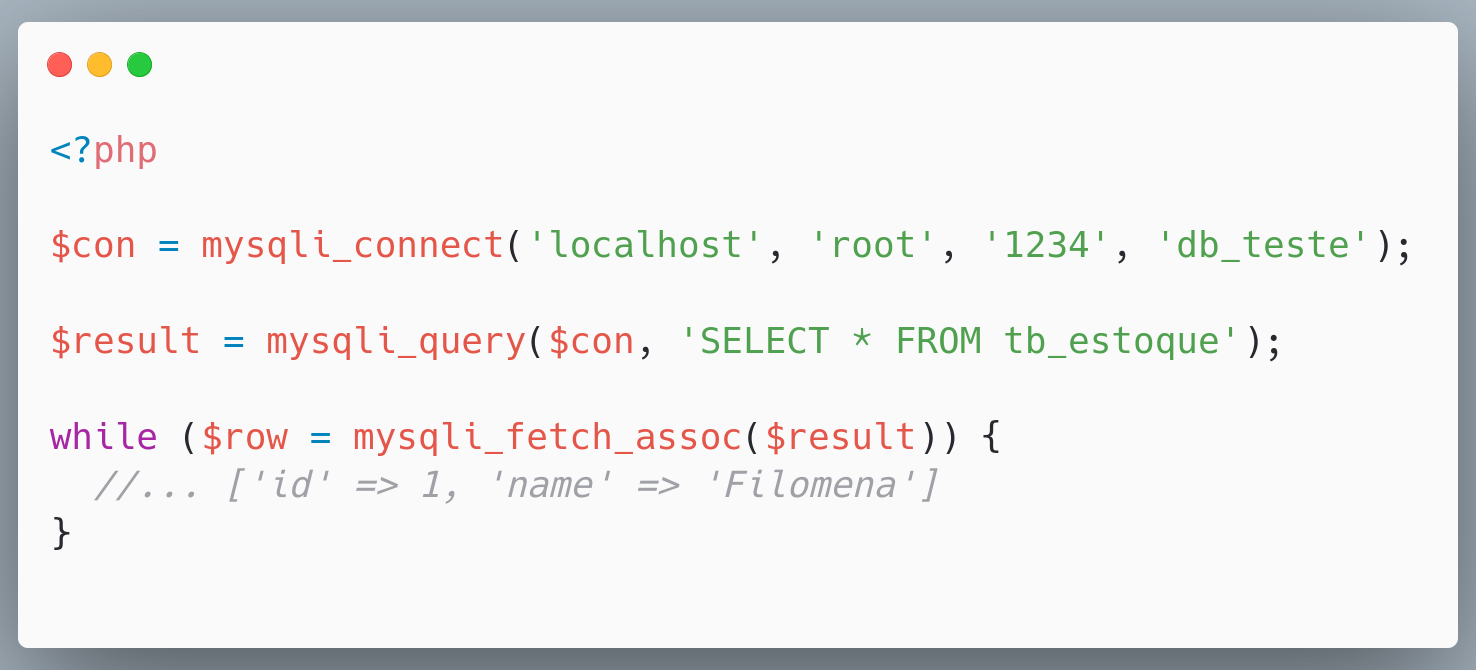 <?php
$con = mysqli_connect('localhost', 'root', '1234', 'db_teste');
$result = mysqli_query($con, 'SELECT * FROM tb_estoque');
while ($row = mysqli_fetch_assoc($result)) {
  //... ['id' => 1, 'name' => 'Filomena']
}